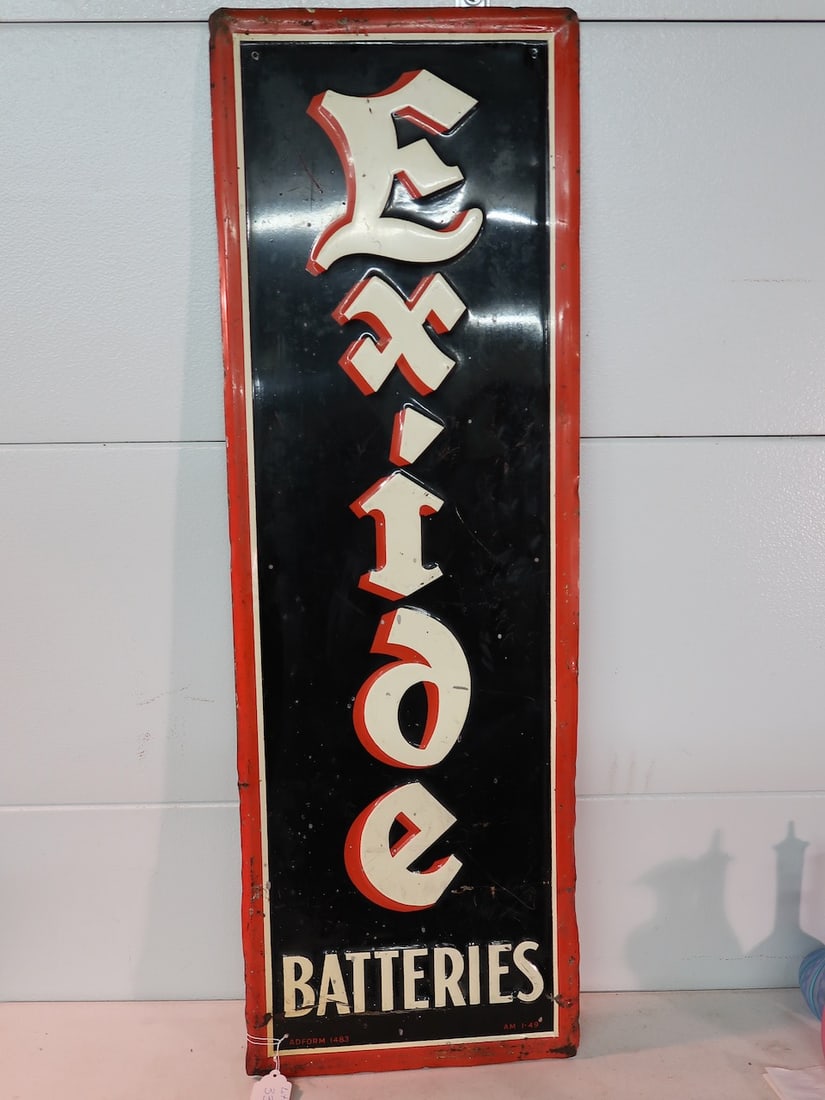 Exide
BATTERIES
ADFORM 1483
AM 1-49